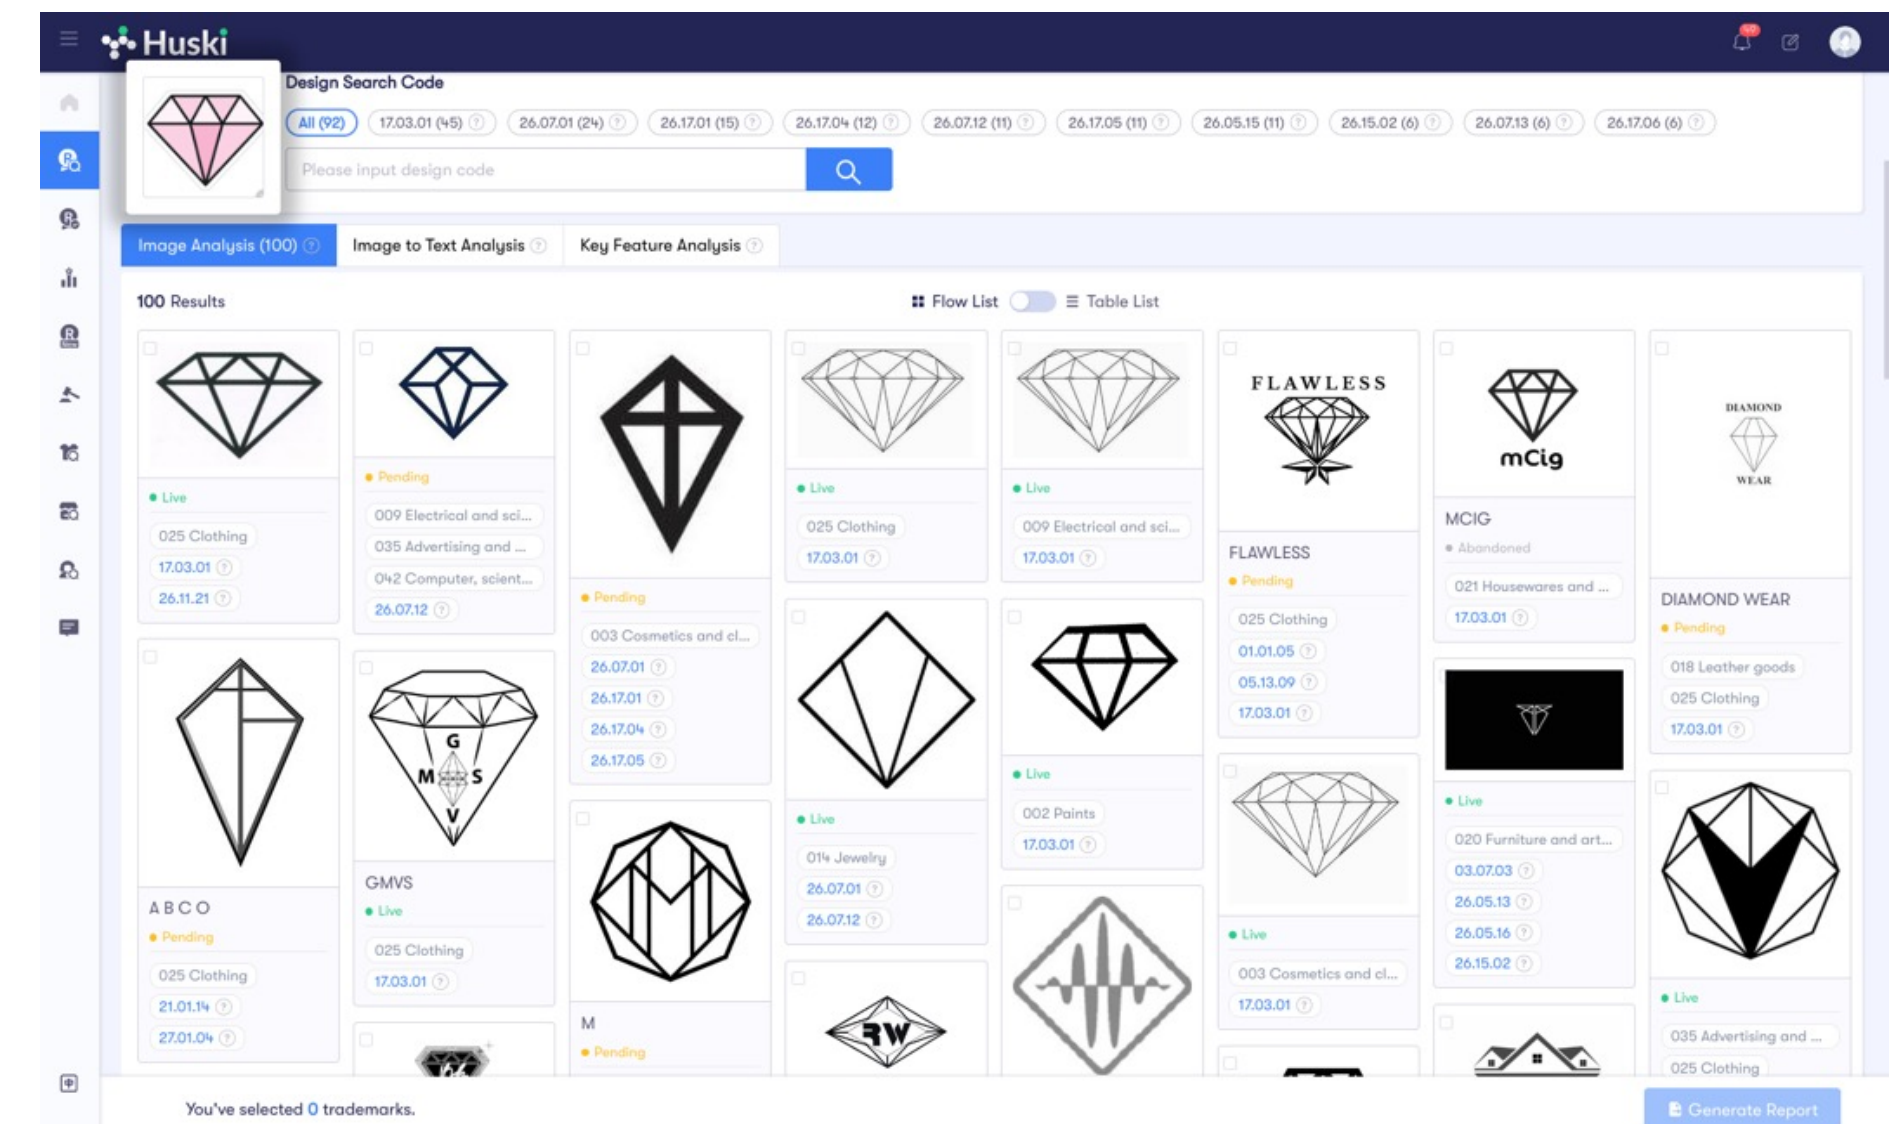 Huski
49
Design Search Code
All (92) 17.03.01 (45) ? 26.07.01 (24) ? 26.17.01 (15) ? 26.17.04 (12) ? 26.07.12 (11) ? 26.17.05 (11) ? 26.05.15 (11) ? 26.15.02 (6) ? 26.07.13 (6) ? 26.17.06 (6) ?
Please input design code
Image Analysis (100) ? Image to Text Analysis ? Key Feature Analysis ?
100 Results
Flow List Table List
Live
025 Clothing
17.03.01 ?
26.11.21 ?
A B C O
Pending
025 Clothing
21.01.14 ?
27.01.04 ?
Pending
009 Electrical and sci...
035 Advertising and ...
042 Computer, scient...
26.07.12 ?
G
M S
V
GMVS
Live
025 Clothing
17.03.01 ?
Pending
003 Cosmetics and cl...
26.07.01 ?
26.17.01 ?
26.17.04 ?
26.17.05 ?
M
Pending
Live
025 Clothing
17.03.01 ?
Live
014 Jewelry
26.07.01 ?
26.07.12 ?
RW
Live
009 Electrical and sci...
17.03.01 ?
Live
002 Paints
17.03.01 ?
FLAWLESS
FLAWLESS
Pending
025 Clothing
01.01.05 ?
05.13.09 ?
17.03.01 ?
Live
003 Cosmetics and cl...
17.03.01 ?
mCig
MCIG
Abandoned
021 Housewares and ...
17.03.01 ?
Live
020 Furniture and art...
03.07.03 ?
26.05.13 ?
26.05.16 ?
26.15.02 ?
DIAMOND
WEAR
DIAMOND WEAR
Pending
018 Leather goods
025 Clothing
17.03.01 ?
Live
035 Advertising and ...
025 Clothing
You've selected 0 trademarks.
Generate Report